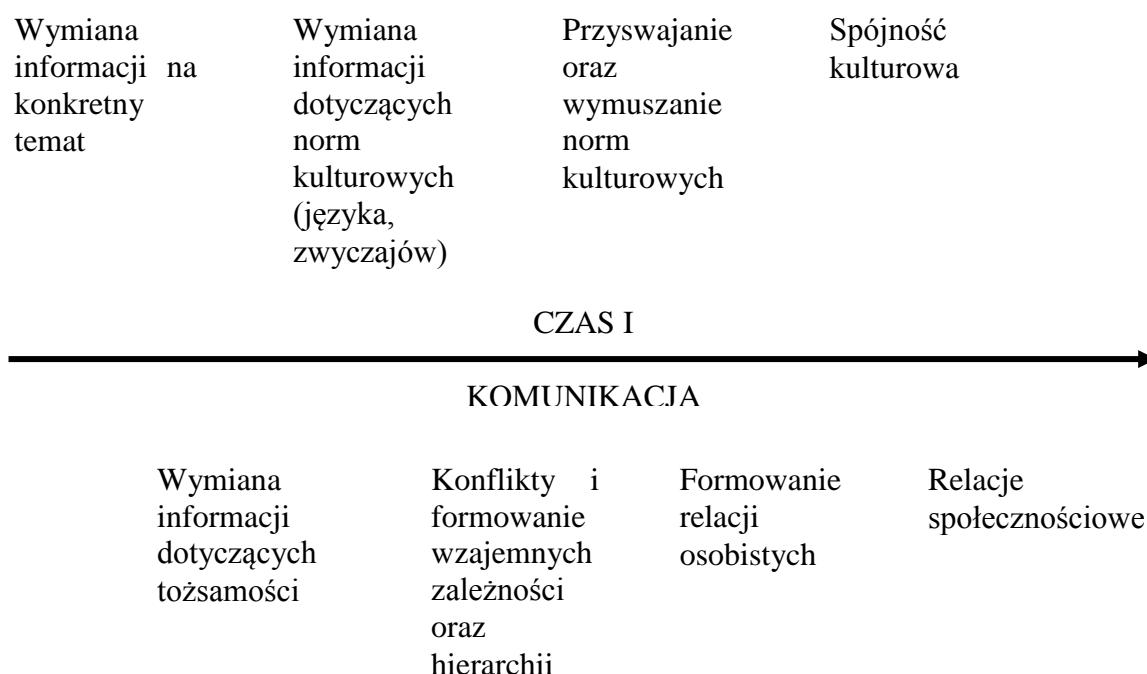 Wymiana
informacji na
konkretny
temat
Wymiana
informacji
dotyczących
norm
kulturowych
(języka,
zwyczajów)
Przyswajanie
oraz
wymuszanie
norm
kulturowych
Spójność
kulturowa
CZAS I
KOMUNIKACJA
Wymiana
informacji
dotyczących
tożsamości
Konflikty i
formowanie
wzajemnych
zależności
oraz
hierarchii
Formowanie
relacji
osobistych
Relacje
społecznościowe